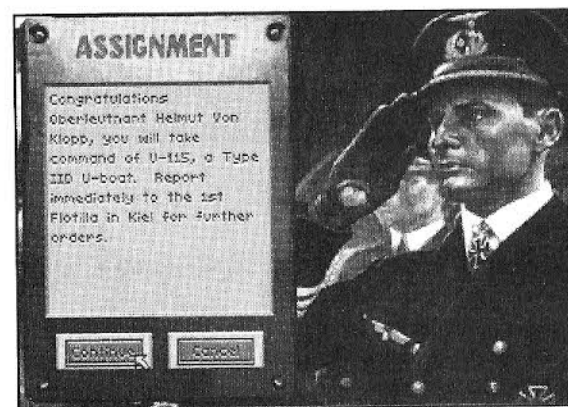 ASSIGNMENT
Congratulations
Oberleutnant Helmut Von
Klopp, you will take
command of U-115, a Type
IID U-boat. Report
immediately to the 1st
Flotilla in Kiel for further
orders.
Continue Cancel